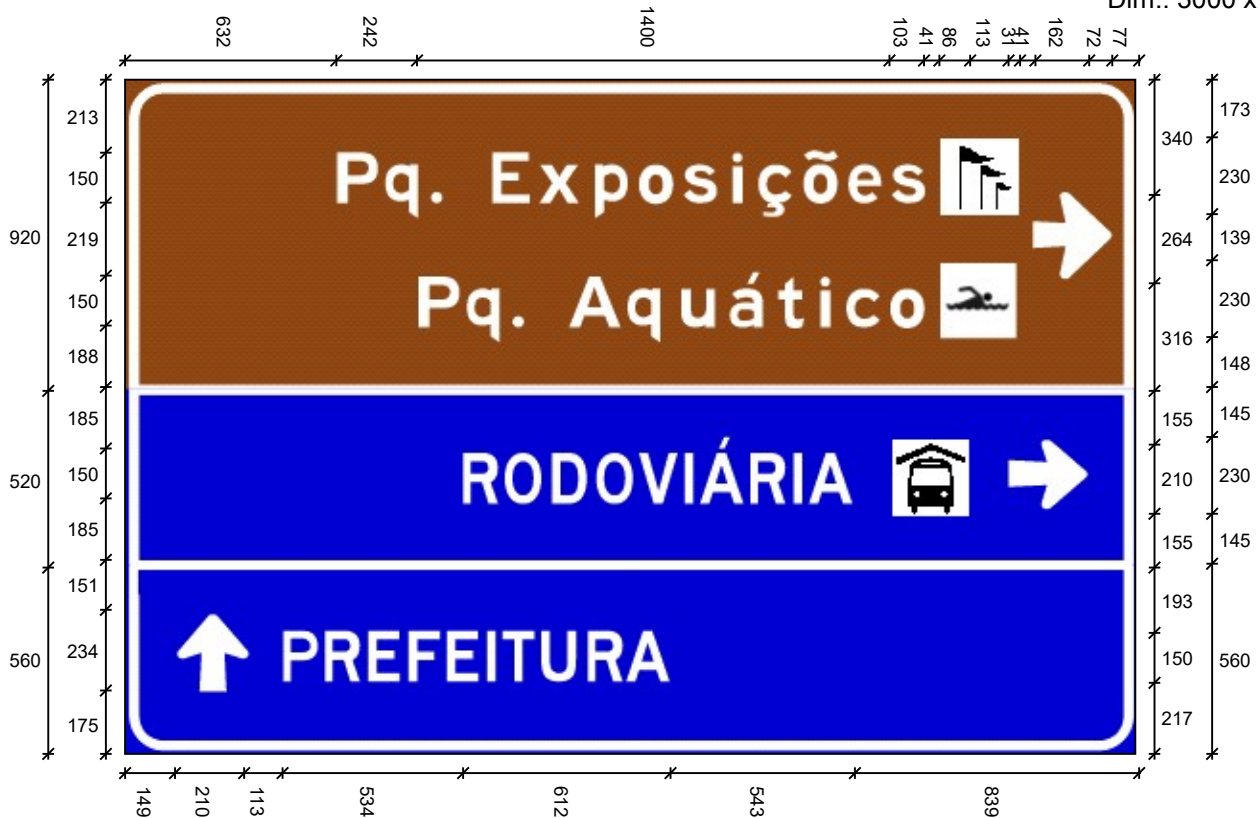 Dim.: 3000 x
632 242 1400 103 41 86 113 31 41 162 72 77
920 520 560
213 150 219 150 188 185 150 185 151 234 175
Pq. Exposições
Pq. Aquático
RODOVIÁRIA
PREFEITURA
340 264 316 155 210 155 193 150 217
173 230 139 230 148 145 230 145 560
149 210 113 534 612 543 839